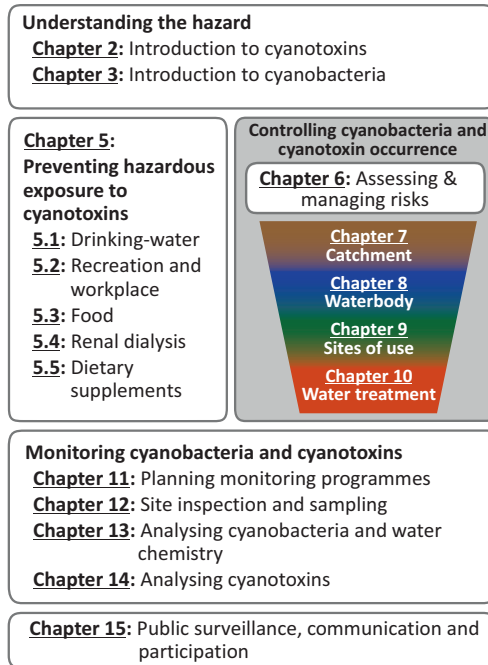 Understanding the hazard
Chapter 2: Introduction to cyanotoxins
Chapter 3: Introduction to cyanobacteria
Chapter 5:
Preventing hazardous
exposure to
cyanotoxins
5.1: Drinking-water
5.2: Recreation and
workplace
5.3: Food
5.4: Renal dialysis
5.5: Dietary
supplements
Controlling cyanobacteria and
cyanotoxin occurrence
Chapter 6: Assessing &
managing risks
Chapter 7
Catchment
Chapter 8
Waterbody
Chapter 9
Sites of use
Chapter 10
Water treatment
Monitoring cyanobacteria and cyanotoxins
Chapter 11: Planning monitoring programmes
Chapter 12: Site inspection and sampling
Chapter 13: Analysing cyanobacteria and water
chemistry
Chapter 14: Analysing cyanotoxins
Chapter 15: Public surveillance, communication and
participation